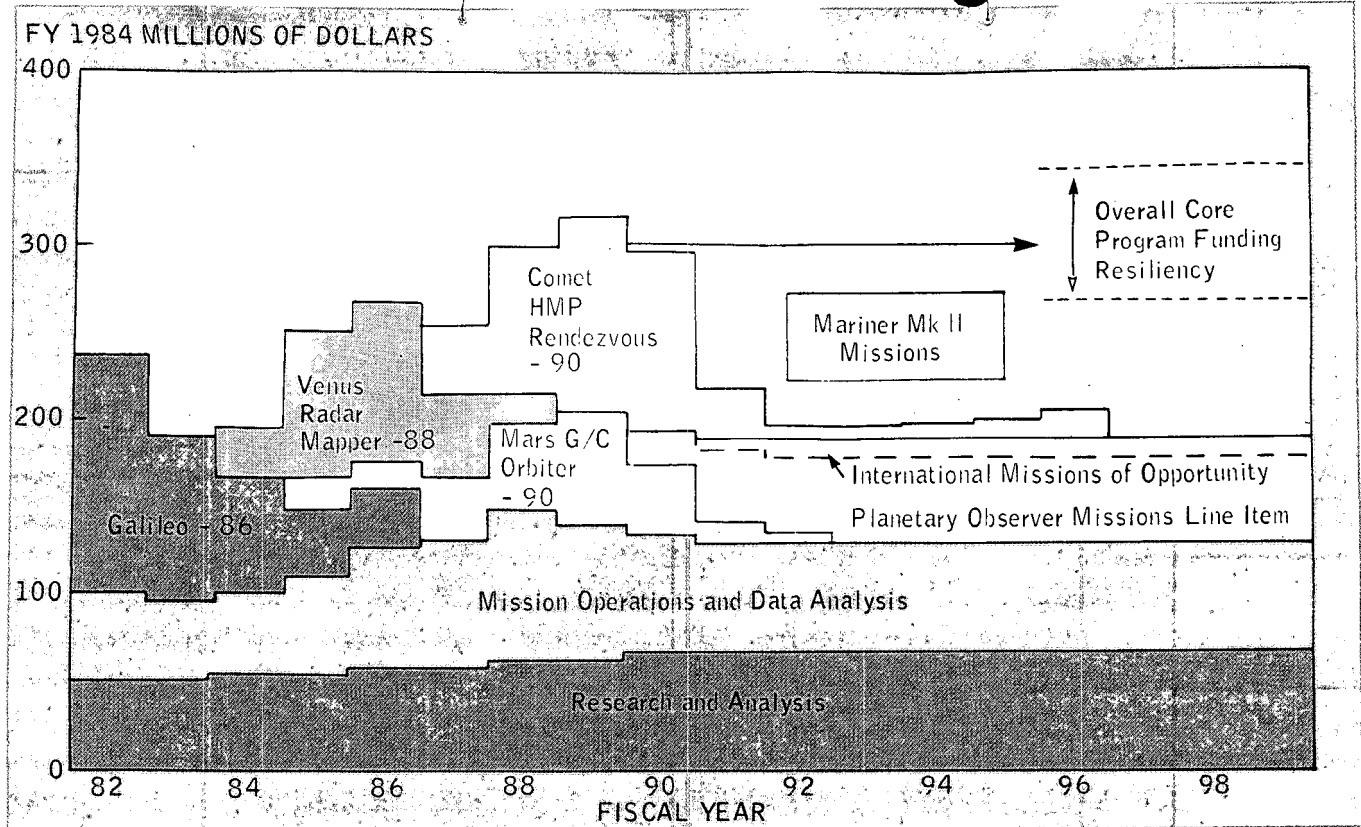 FY 1984 MILLIONS OF DOLLARS
400
300
200
100
0
Overall Core
Program Funding
Resiliency
Comet
HMP
Rendezvous
- 90
Mariner Mk II
Missions
Venus
Radar
Mapper -88
Mars G/C
Orbiter
- 90
International Missions of Opportunity
Galileo - 86
Planetary Observer Missions Line Item
Mission Operations and Data Analysis
Research and Analysis
82 84 86 88 90 92 94 96 98
FISCAL YEAR